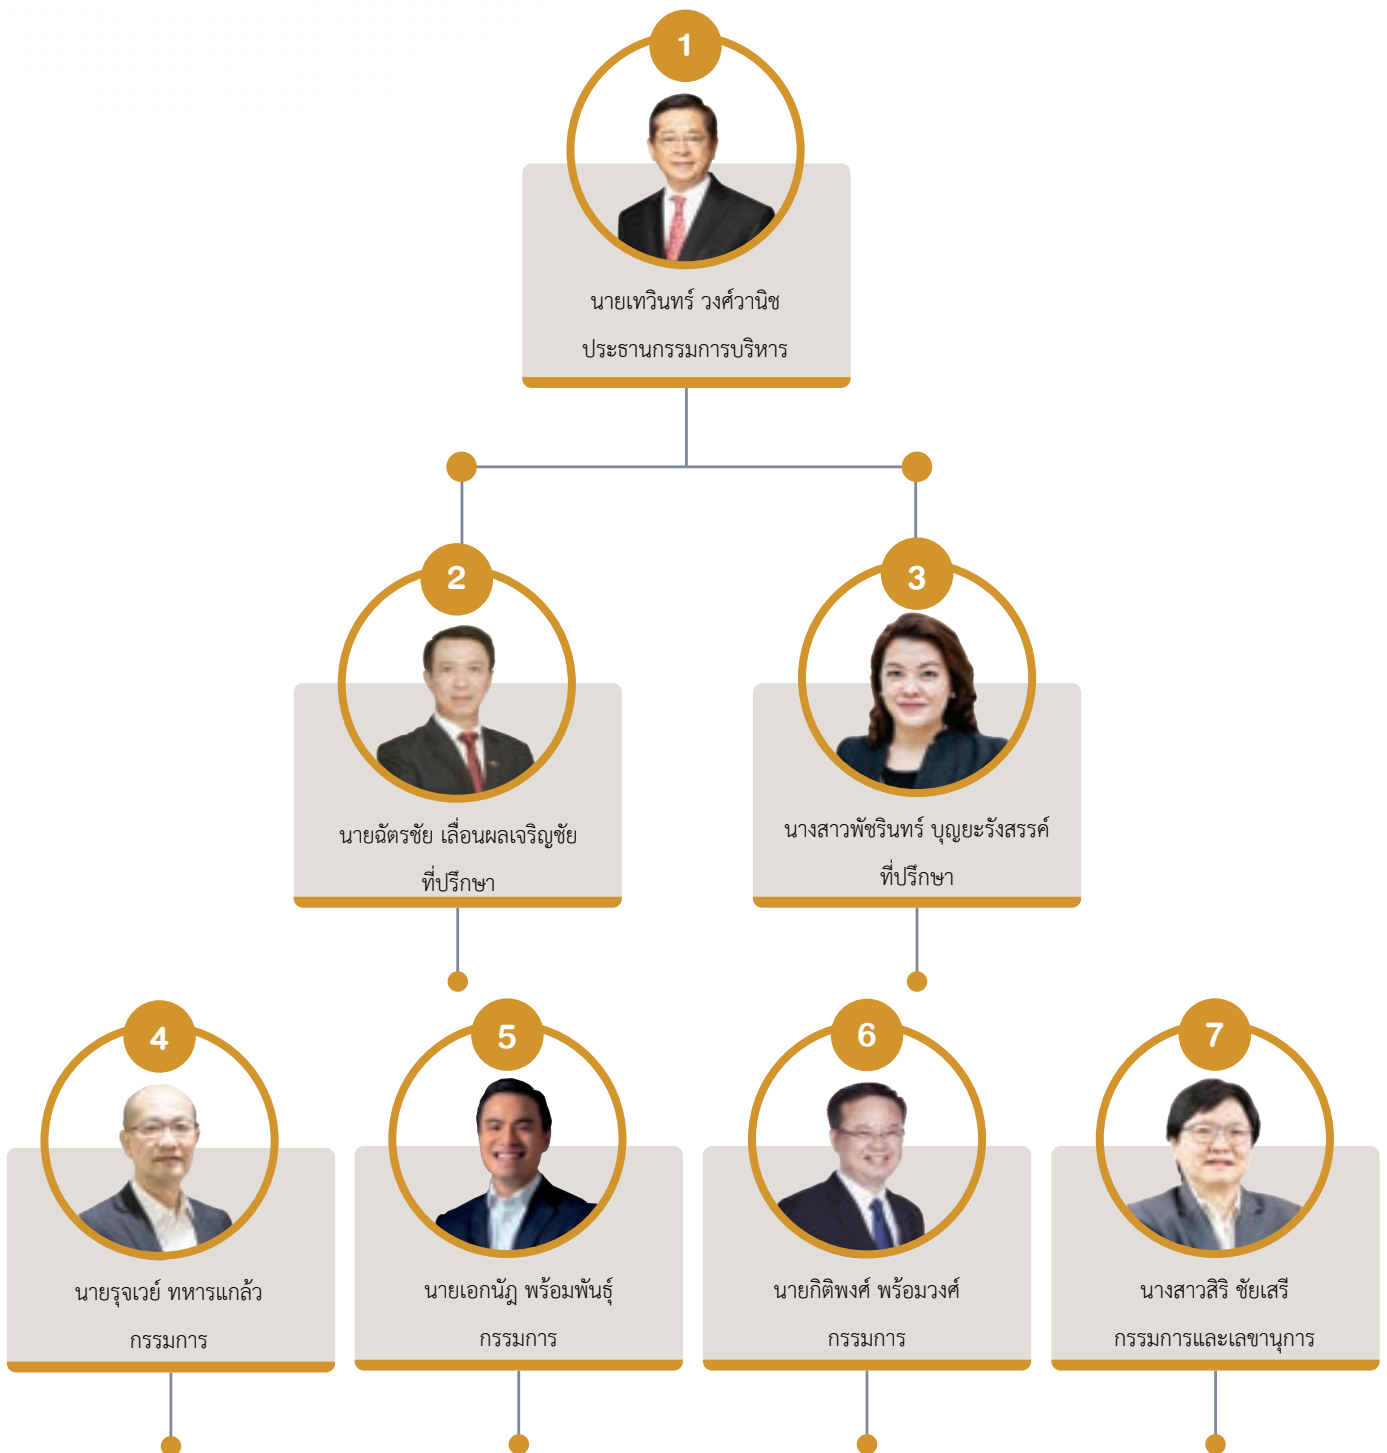 1
นายเทวินทร์ วงศ์วานิช
ประธานกรรมการบริหาร
2
นายฉัตรชัย เลื่อนผลเจริญชัย
ที่ปรึกษา
3
นางสาวพัชรินทร์ บุญยะรังสรรค์
ที่ปรึกษา
4
นายรุจเวย์ ทหารแกล้ว
กรรมการ
5
นายเอกนัฏ พร้อมพันธุ์
กรรมการ
6
นายกิติพงศ์ พร้อมวงศ์
กรรมการ
7
นางสาวสิริ ชัยเสรี
กรรมการและเลขานุการ